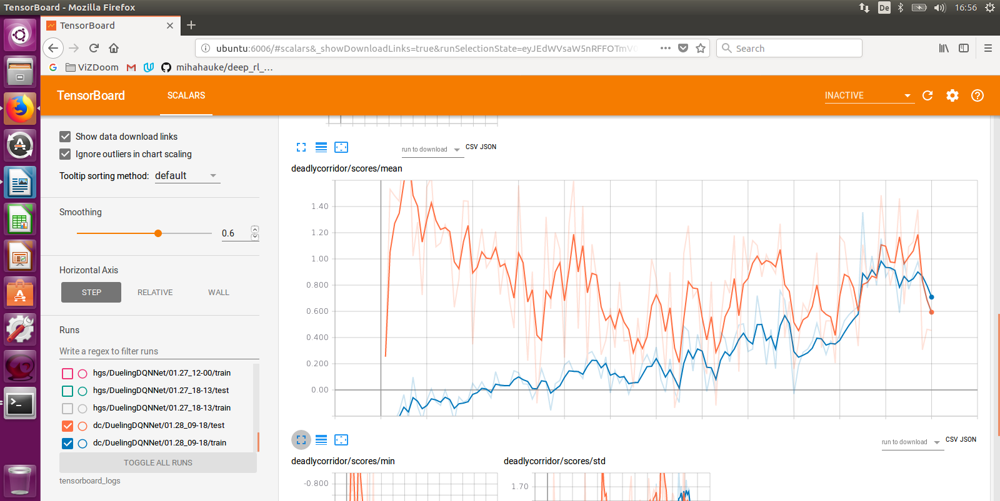 TensorBoard - Mozilla Firefox
De
16:56
TensorBoard
ubuntu:6006/#scalars&_showDownloadLinks=true&runSelectionState=eyJEdWVsaW5nRFFOTmV
Search
ViZDoom
mihahauke/deep_rl_...
TensorBoard
SCALARS
INACTIVE
Show data download links
Ignore outliers in chart scaling
Tooltip sorting method: default
Smoothing
0.6
Horizontal Axis
STEP
RELATIVE
WALL
Runs
Write a regex to filter runs
hgs/DuelingDQNNet/01.27_12-00/train
hgs/DuelingDQNNet/01.27_18-13/test
hgs/DuelingDQNNet/01.27_18-13/train
dc/DuelingDQNNet/01.28_09-18/test
dc/DuelingDQNNet/01.28_09-18/train
TOGGLE ALL RUNS
tensorboard_logs
run to download
CSV JSON
deadlycorridor/scores/mean
1.40
1.20
1.00
0.800
0.600
0.400
0.200
0.00
run to download
CSV JSON
deadlycorridor/scores/min
-0.800
deadlycorridor/scores/std
1.70